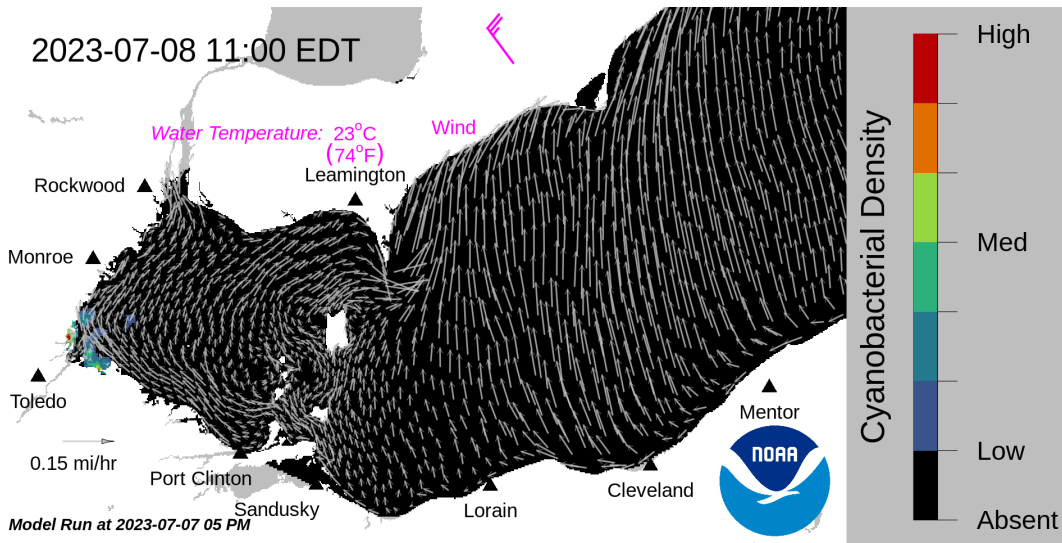 2023-07-08 11:00 EDT
High
Wind
Water Temperature: 23°C
(74°F)
Leamington
Rockwood
Monroe
Med
Cyanobacterial Density
Toledo
Mentor
0.15 mi/hr
NOAA
Low
Port Clinton
Cleveland
Sandusky
Lorain
Model Run at 2023-07-07 05 PM
Absent